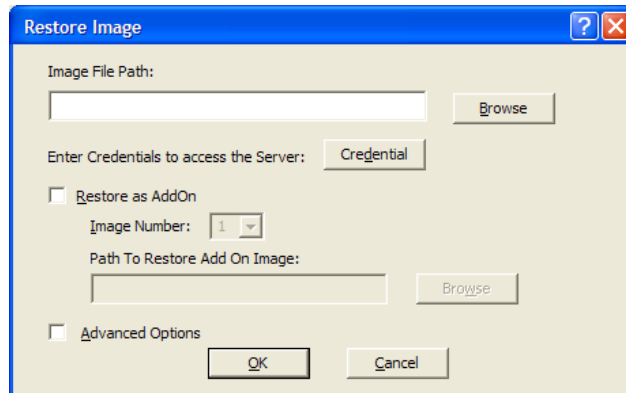 Restore Image
Image File Path:
Browse
Enter Credentials to access the Server: Credential
Restore as AddOn
Image Number: 1
Path To Restore Add On Image:
Browse
Advanced Options
OK Cancel